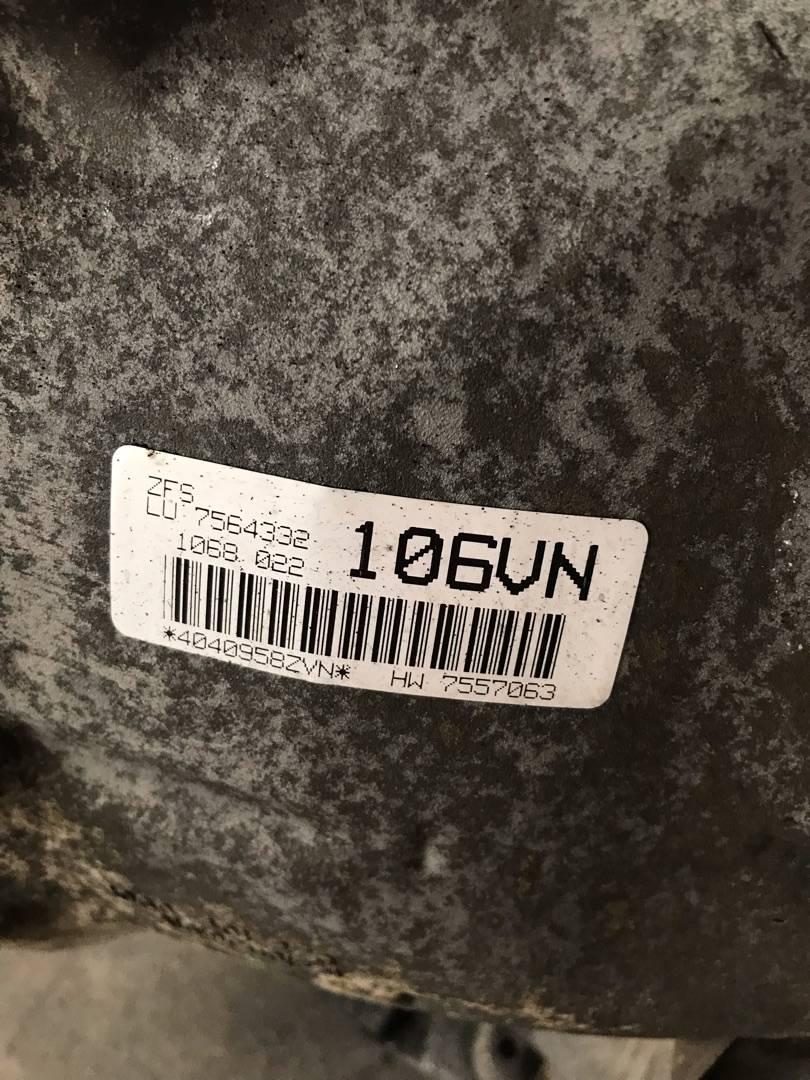 ZFS
LU 7564332
1068 022
106VN
*4040958ZVN* HW 7557063